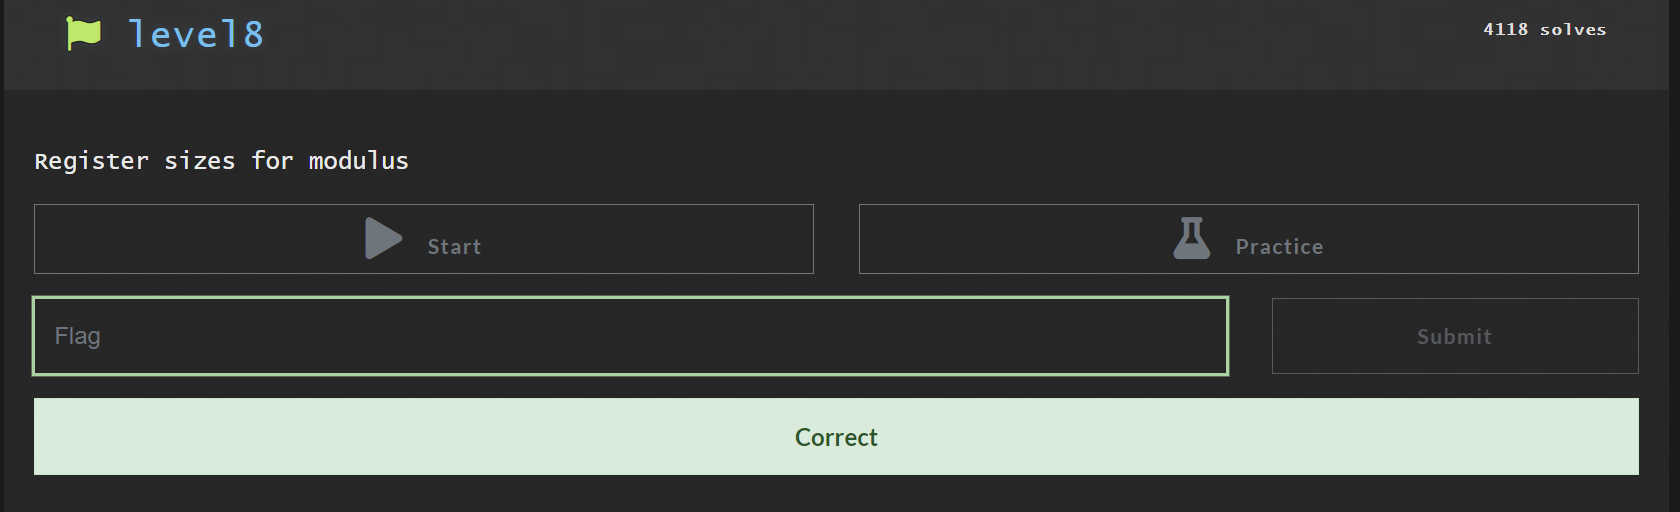 level8
4118 solves
Register sizes for modulus
Start
Practice
Flag
Submit
Correct